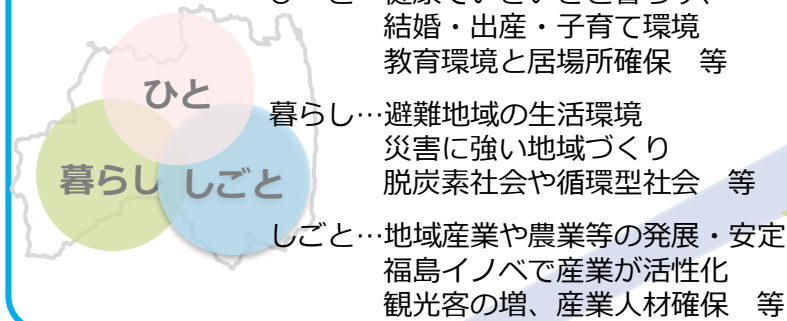 結婚・出産・子育て環境
教育環境と居場所確保　等
ひと
暮らし…避難地域の生活環境
災害に強い地域づくり
暮らし しごと
脱炭素社会や循環型社会　等
しごと…地域産業や農業等の発展・安定
福島イノベで産業が活性化
観光客の増、産業人材確保　等